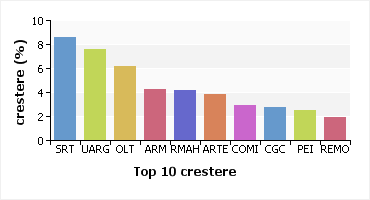 crestere (%)
10
8
6
4
2
0
SRT UARG OLT ARM RMAH ARTE COMI CGC PEI REMO
Top 10 crestere